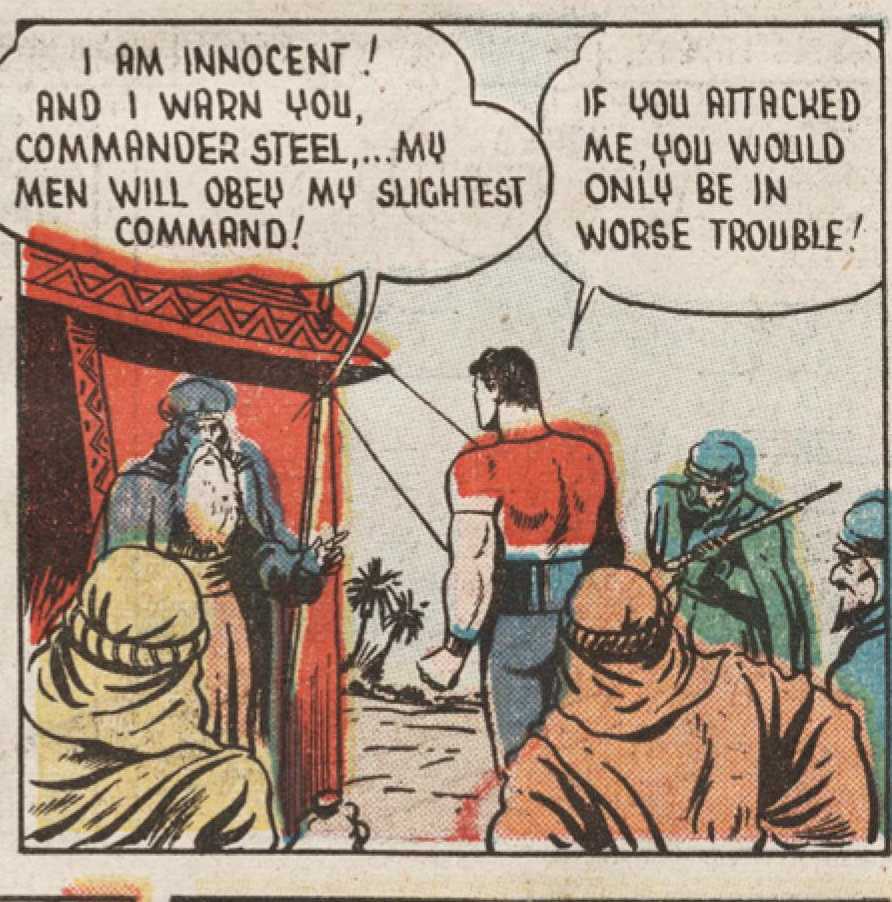 I AM INNOCENT!
AND I WARN YOU,
COMMANDER STEEL,...MY
MEN WILL OBEY MY SLIGHTEST
COMMAND!
IF YOU ATTACKED
ME, YOU WOULD
ONLY BE IN
WORSE TROUBLE!